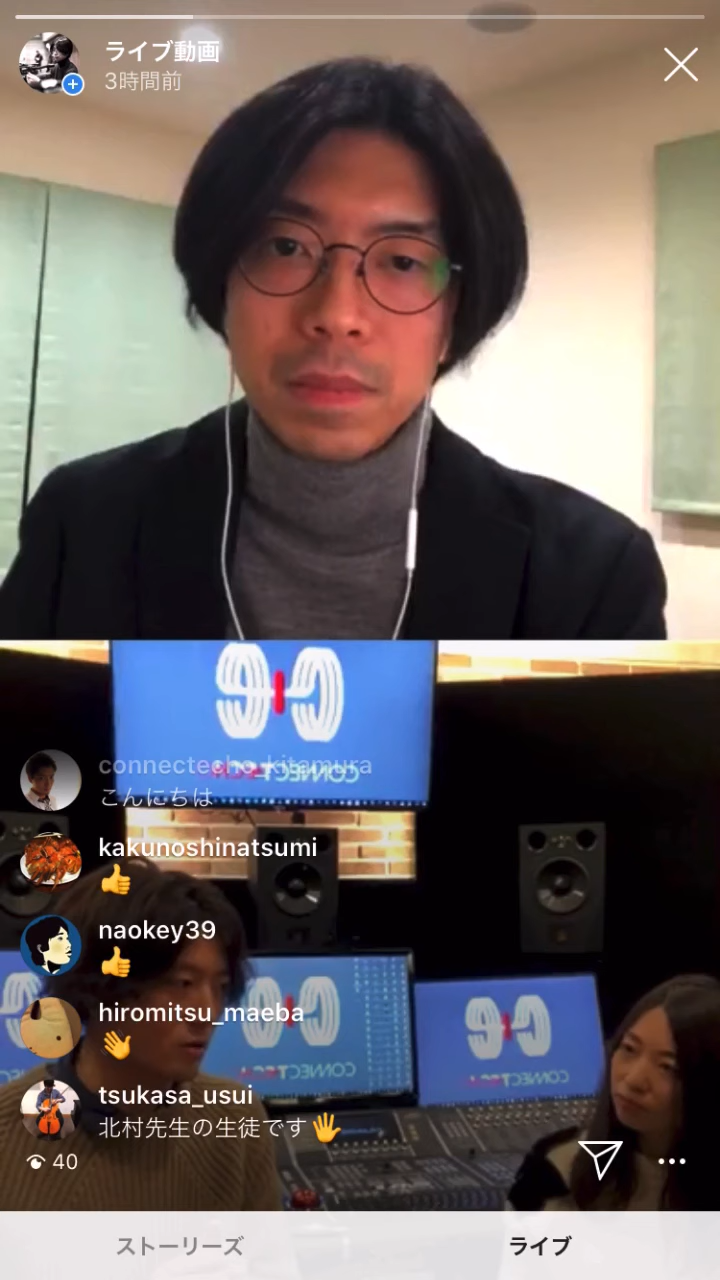 ライブ動画
3時間前
connectecho_kitamura
こんにちは
kakunoshinatsumi
👍
naokey39
👍
hiromitsu_maeba
👋
tsukasa_usui
北村先生の生徒です🖐
40
ストーリーズ
ライブ